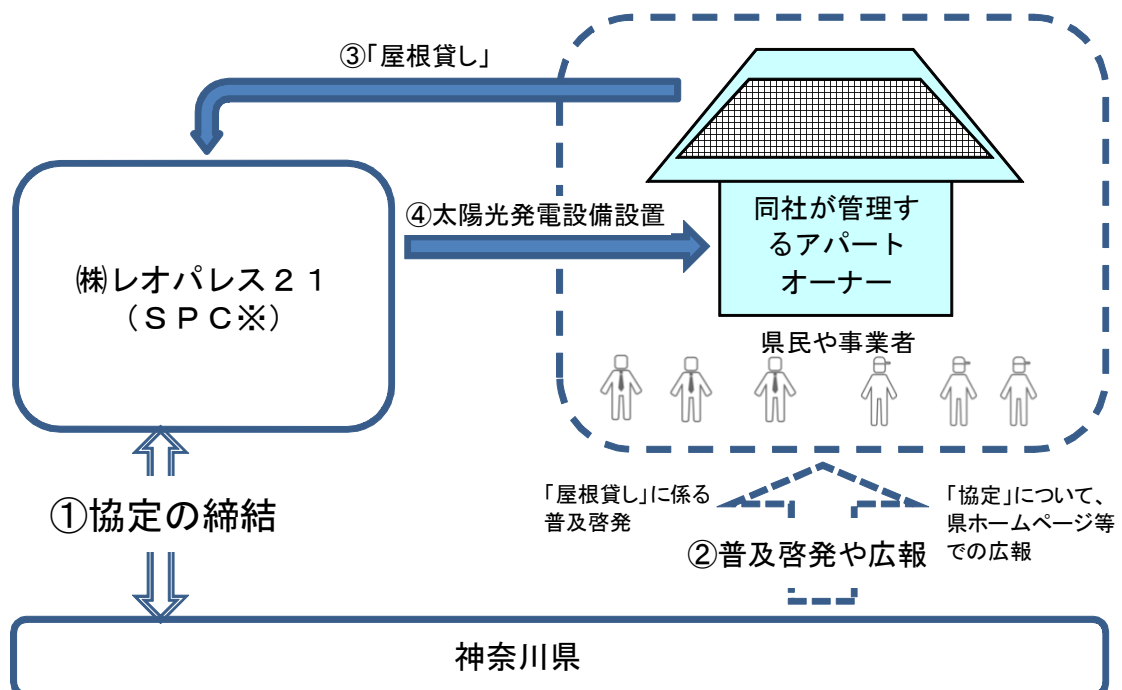 ③「屋根貸し」
④太陽光発電設備設置
㈱レオパレス２１
（ＳＰＣ※）
同社が管理す
るアパート
オーナー
県民や事業者
①協定の締結
「屋根貸し」に係る
普及啓発
②普及啓発や広報
「協定」について、
県ホームページ等
での広報
神奈川県